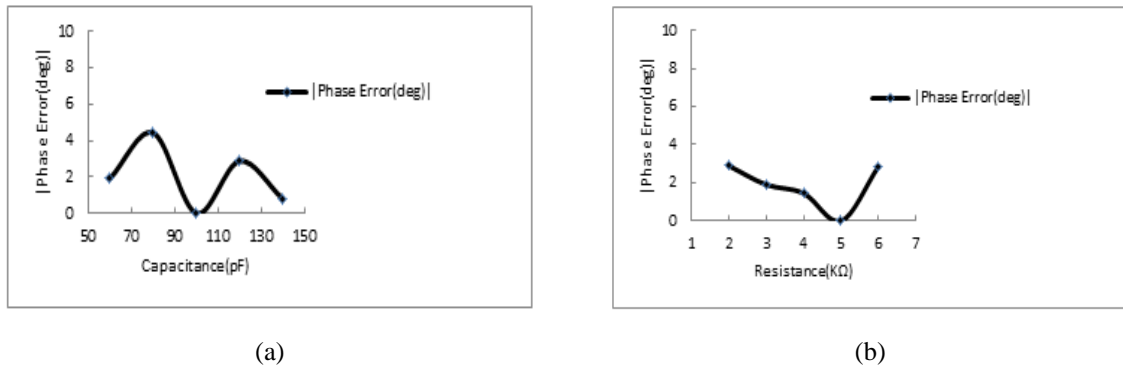 |Phase Error(deg)|
10
8
6
4
2
0
50 70 90 110 130 150
Capacitance(pF)
|Phase Error(deg)|
(a)
|Phase Error(deg)|
10
8
6
4
2
0
1 2 3 4 5 6 7
Resistance(KΩ)
|Phase Error(deg)|
(b)